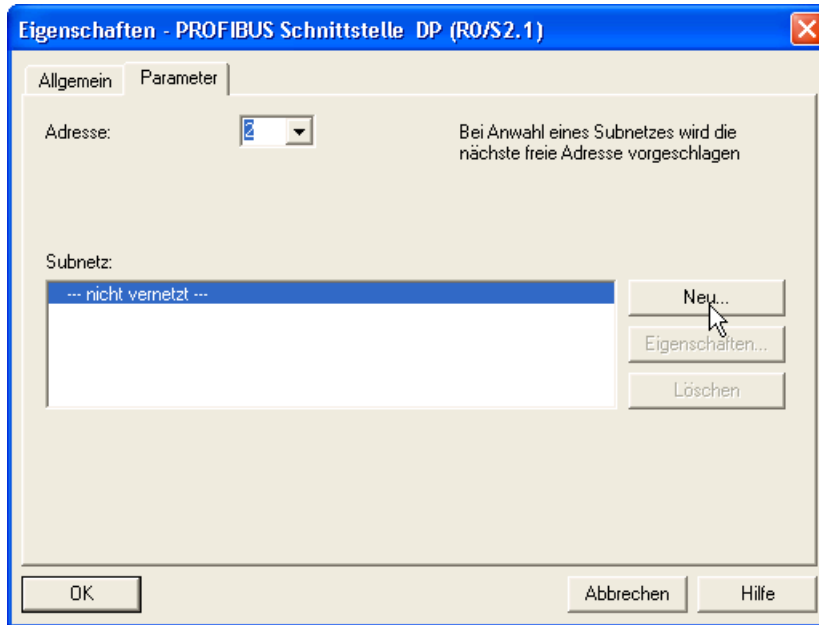 Eigenschaften - PROFIBUS Schnittstelle DP (R0/S2.1)
Allgemein
Parameter
Adresse:
2
Bei Anwahl eines Subnetzes wird die
nächste freie Adresse vorgeschlagen
Subnetz:
--- nicht vernetzt ---
Neu...
Eigenschaften...
Löschen
OK
Abbrechen
Hilfe